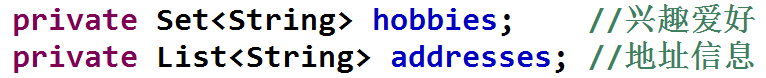 private Set<String> hobbies; //兴趣爱好
private List<String> addresses; //地址信息